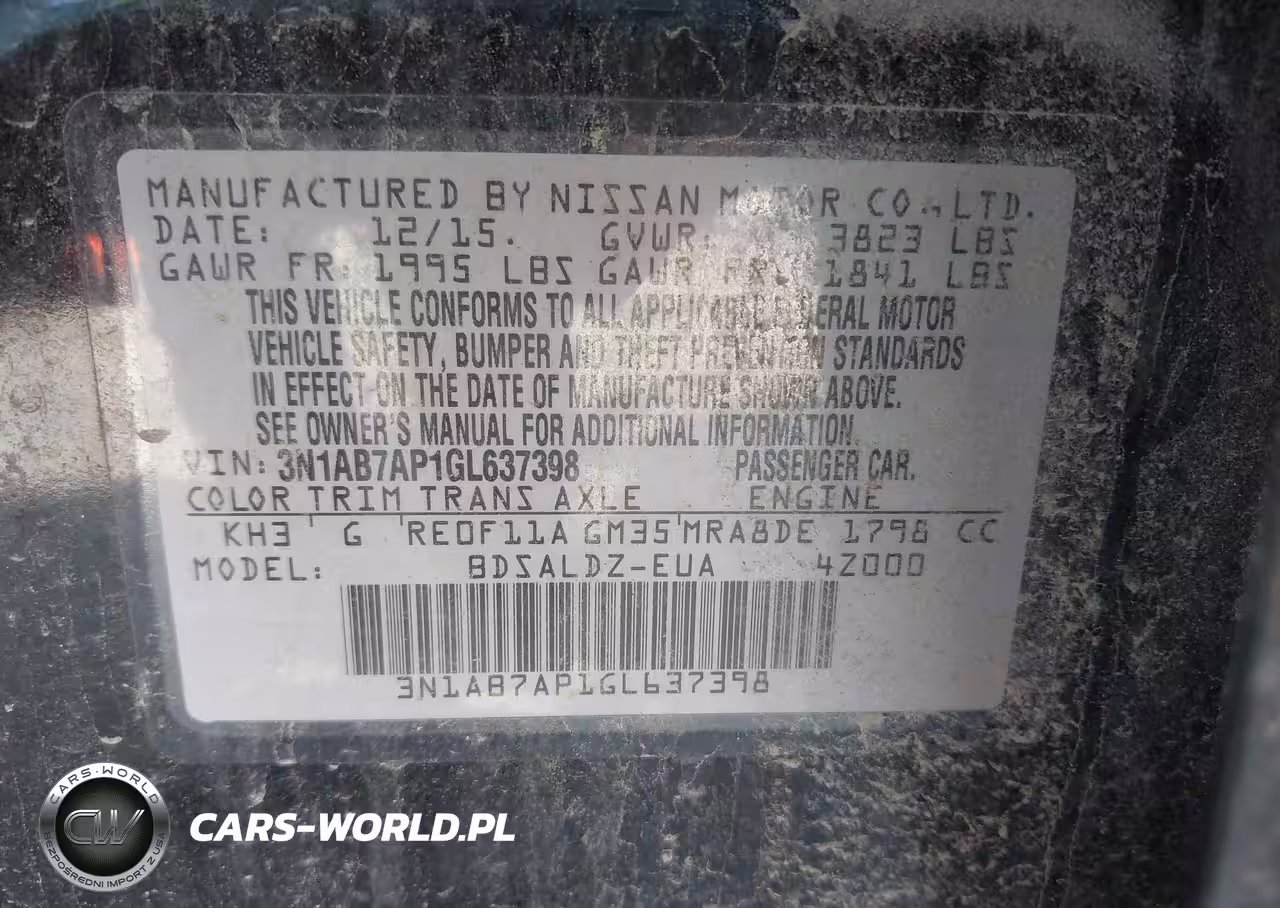 MANUFACTURED BY NISSAN MOTOR CO., LTD.
DATE: 12/15. GVWR: 3823 LBS
GAWR FR: 1995 LBS GAWR RR: 1841 LBS
THIS VEHICLE CONFORMS TO ALL APPLICABLE FEDERAL MOTOR
VEHICLE SAFETY, BUMPER AND THEFT PREVENTION STANDARDS
IN EFFECT ON THE DATE OF MANUFACTURE SHOWN ABOVE.
SEE OWNER'S MANUAL FOR ADDITIONAL INFORMATION.
VIN: 3N1AB7AP1GL637398 PASSENGER CAR.
COLOR TRIM TRANS AXLE ENGINE
KH3 G RE0F11A GM35 MRA8DE 1798 CC
MODEL: BDSALDZ-EUA 4Z000
3N1AB7AP1GL637398
CARS-WORLD
CW
BEZPOŚREDNI IMPORT Z USA
CARS-WORLD.PL